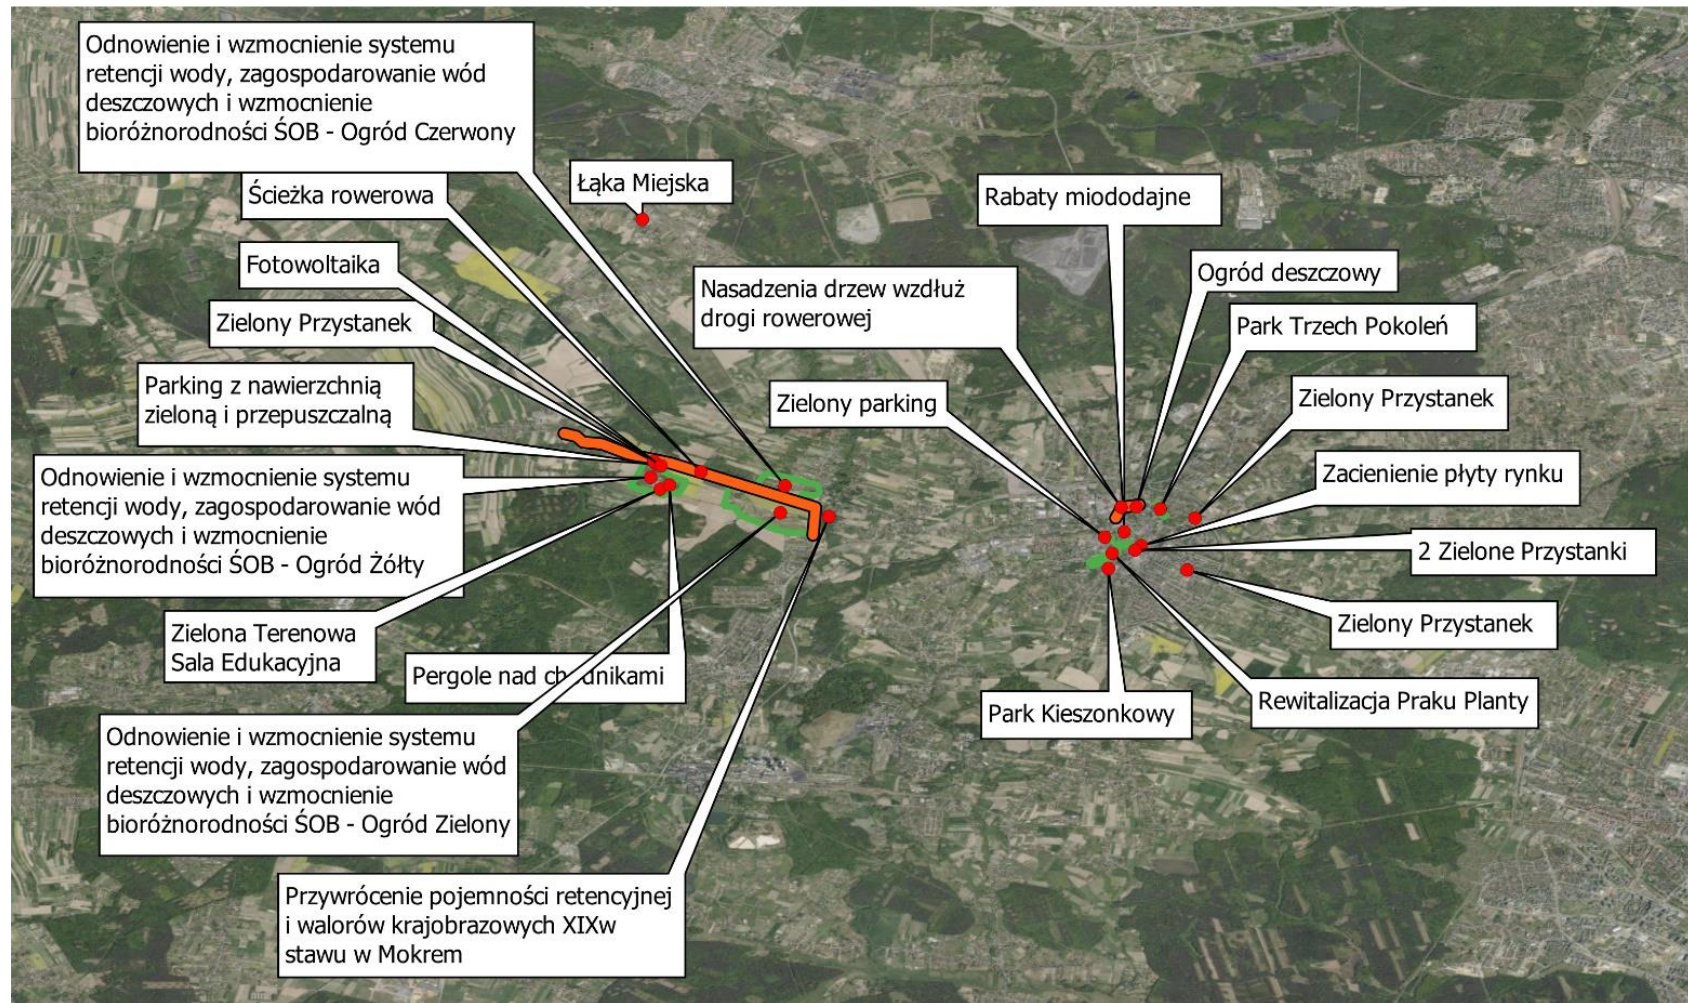 Odnowienie i wzmocnienie systemu
retencji wody, zagospodarowanie wód
deszczowych i wzmocnienie
bioróżnorodności ŚOB - Ogród Czerwony
Ścieżka rowerowa
Łąka Miejska
Fotowoltaika
Zielony Przystanek
Parking z nawierzchnią
zieloną i przepuszczalną
Odnowienie i wzmocnienie systemu
retencji wody, zagospodarowanie wód
deszczowych i wzmocnienie
bioróżnorodności ŚOB - Ogród Żółty
Zielona Terenowa
Sala Edukacyjna
Pergole nad chodnikami
Odnowienie i wzmocnienie systemu
retencji wody, zagospodarowanie wód
deszczowych i wzmocnienie
bioróżnorodności ŚOB - Ogród Zielony
Przywrócenie pojemności retencyjnej
i walorów krajobrazowych XIXw
stawu w Mokrem
Rabaty miododajne
Nasadzenia drzew wzdłuż
drogi rowerowej
Ogród deszczowy
Park Trzech Pokoleń
Zielony parking
Zielony Przystanek
Zacienienie płyty rynku
2 Zielone Przystanki
Zielony Przystanek
Rewitalizacja Praku Planty
Park Kieszonkowy